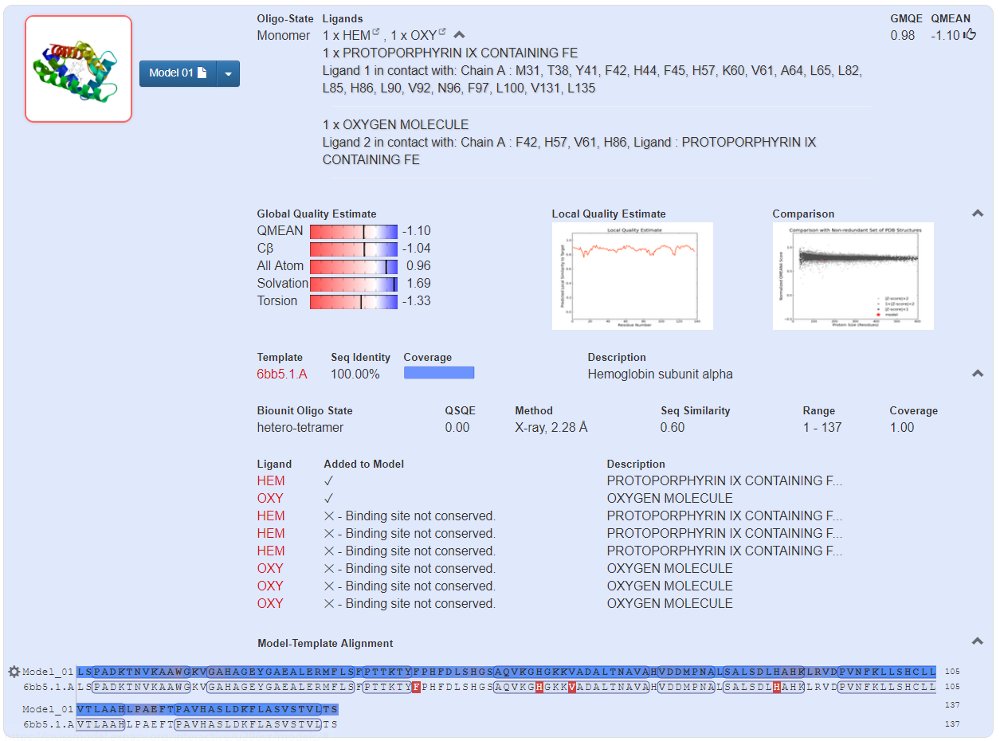 Oligo-State Ligands GMQE QMEAN
Monomer 1 x HEM , 1 x OXY 0.98 -1.10
1 x PROTOPORPHYRIN IX CONTAINING FE
Model 01
Ligand 1 in contact with: Chain A : M31, T38, Y41, F42, H44, F45, H57, K60, V61, A64, L65, L82,
L85, H86, L90, V92, N96, F97, L100, V131, L135
1 x OXYGEN MOLECULE
Ligand 2 in contact with: Chain A : F42, H57, V61, H86, Ligand : PROTOPORPHYRIN IX
CONTAINING FE
Global Quality Estimate Local Quality Estimate Comparison
QMEAN -1.10
Cβ -1.04
All Atom 0.96
Solvation 1.69
Torsion -1.33
Local Quality Estimate
Predicted Local Similarity to Target
Residue Number
Comparison with Non-redundant Set of PDB Structures
Normalized QMEAN4 Score
|Z-score|>2
1<|Z-score|<2
|Z-score|<1
model
Protein Size (Residues)
Template Seq Identity Coverage Description
6bb5.1.A 100.00% Hemoglobin subunit alpha
Biounit Oligo State QSQE Method Seq Similarity Range Coverage
hetero-tetramer 0.00 X-ray, 2.28 Å 0.60 1 - 137 1.00
Ligand Added to Model Description
HEM ✓ PROTOPORPHYRIN IX CONTAINING F...
OXY ✓ OXYGEN MOLECULE
HEM ✕ - Binding site not conserved. PROTOPORPHYRIN IX CONTAINING F...
HEM ✕ - Binding site not conserved. PROTOPORPHYRIN IX CONTAINING F...
HEM ✕ - Binding site not conserved. PROTOPORPHYRIN IX CONTAINING F...
OXY ✕ - Binding site not conserved. OXYGEN MOLECULE
OXY ✕ - Binding site not conserved. OXYGEN MOLECULE
OXY ✕ - Binding site not conserved. OXYGEN MOLECULE
Model-Template Alignment
Model_01 LSPADKTNVKAAWGKVGAHAGEYGAEALERMFLSFPTTKTYFPHFDLSHGSAQVKGHGKKVADALTNAVAHVDDMPNALSALSDLHAHKLRVDPVNFKLLSHCLL 105
6bb5.1.A LSPADKTNVKAAWGKVGAHAGEYGAEALERMFLSFPTTKTYFPHFDLSHGSAQVKGHGKKVADALTNAVAHVDDMPNALSALSDLHAHKLRVDPVNFKLLSHCLL 105
Model_01 VTLAAHLPAEFTPAVHASLDKFLASVSTVLTS 137
6bb5.1.A VTLAAHLPAEFTPAVHASLDKFLASVSTVLTS 137